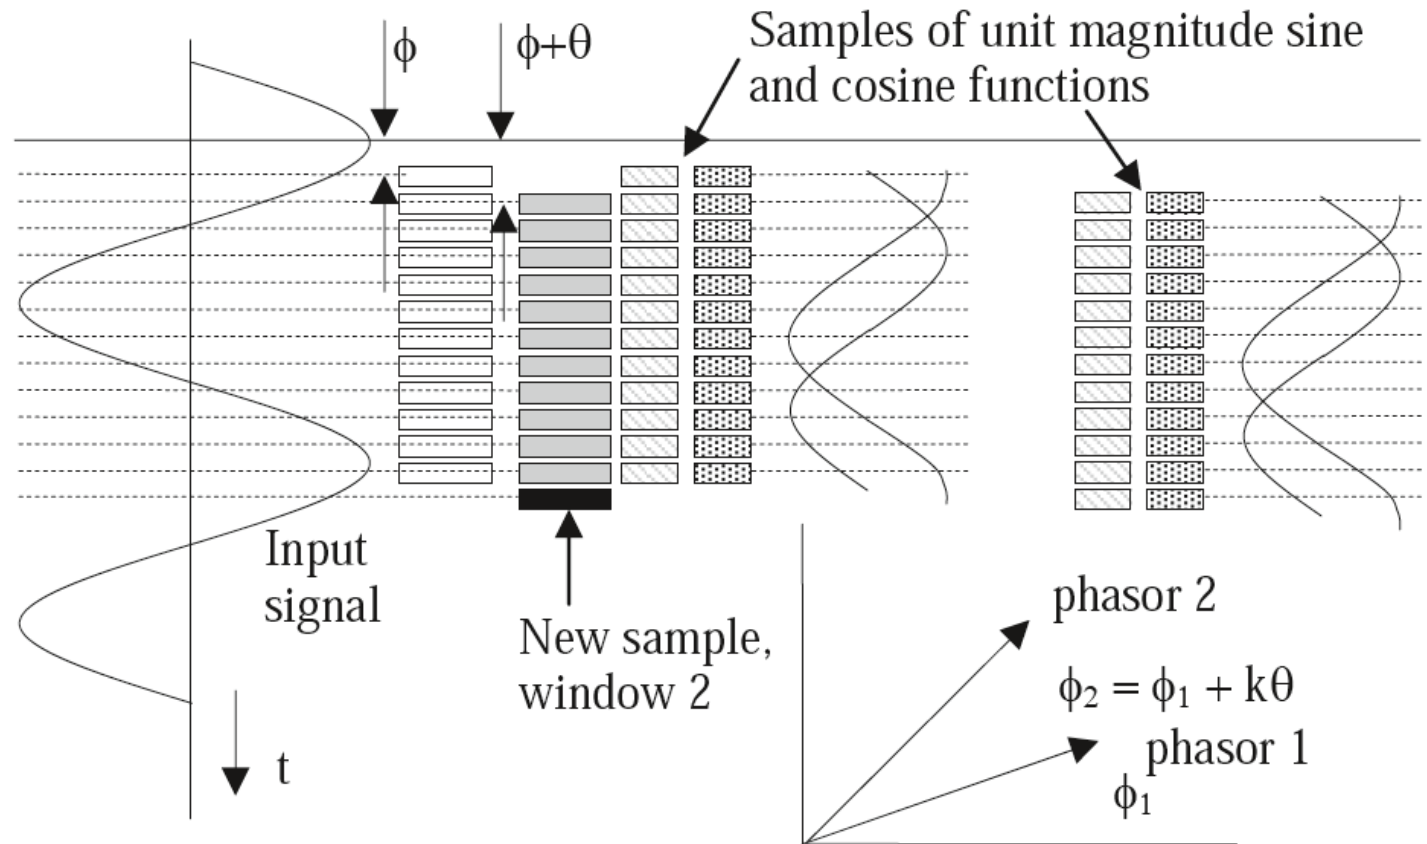 ϕ
ϕ+θ
Samples of unit magnitude sine
and cosine functions
Input
signal
New sample,
window 2
t
phasor 2
ϕ₂ = ϕ₁ + kθ
phasor 1
ϕ₁